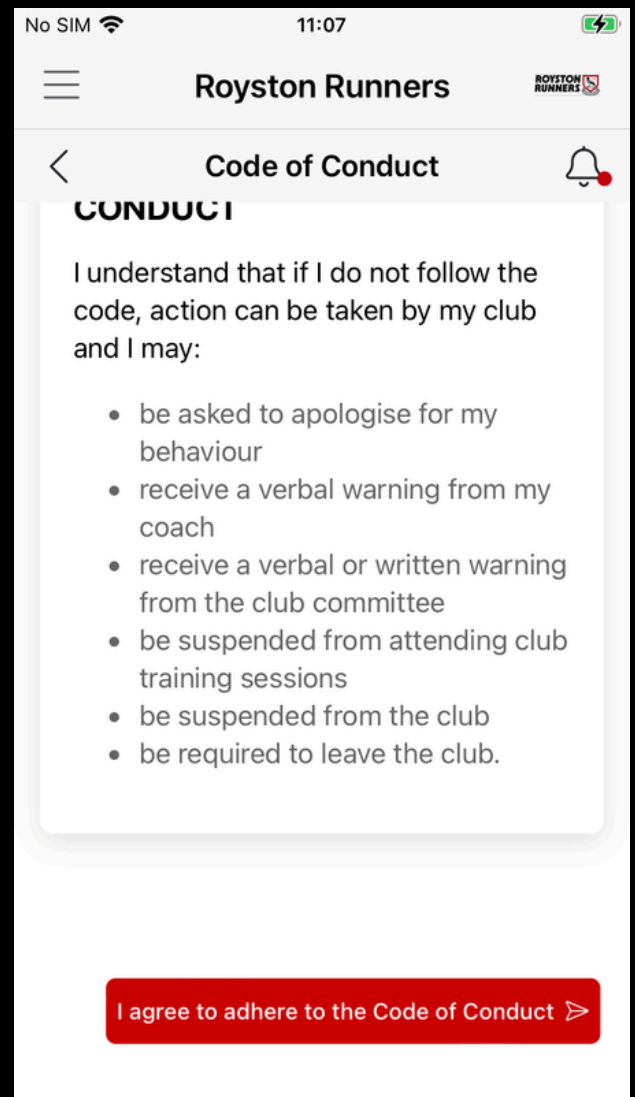 No SIM 11:07
Royston Runners
ROYSTON
RUNNERS
Code of Conduct
CONDUCT
I understand that if I do not follow the
code, action can be taken by my club
and I may:
• be asked to apologise for my
behaviour
• receive a verbal warning from my
coach
• receive a verbal or written warning
from the club committee
• be suspended from attending club
training sessions
• be suspended from the club
• be required to leave the club.
I agree to adhere to the Code of Conduct